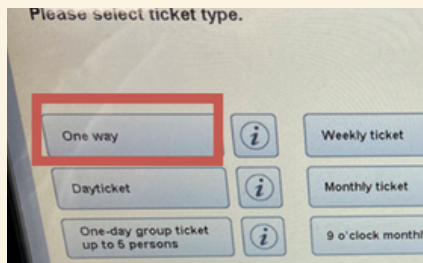 Please select ticket type.
One way
i
Weekly ticket
Dayticket
i
Monthly ticket
One-day group ticket
up to 5 persons
i
9 o'clock month